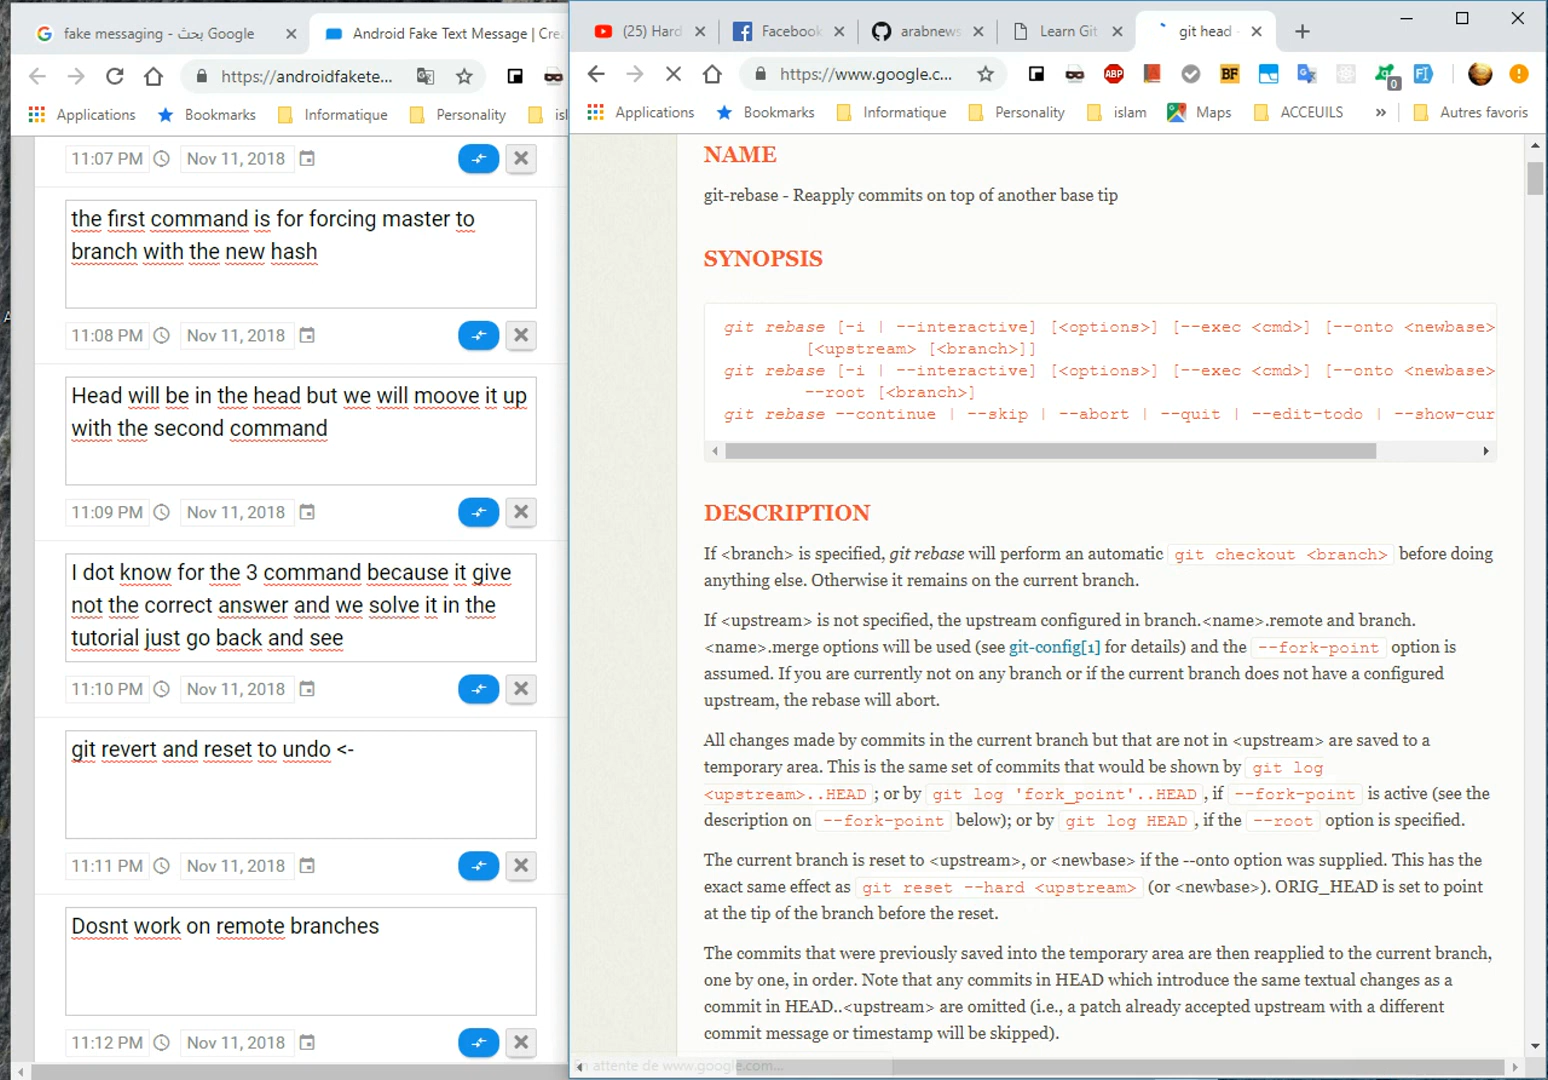 fake messaging - بحث Google
Android Fake Text Message | Cre
https://androidfakete...
Applications
Bookmarks
Informatique
Personality
isl
11:07 PM
Nov 11, 2018
the first command is for forcing master to
branch with the new hash
11:08 PM
Nov 11, 2018
Head will be in the head but we will moove it up
with the second command
11:09 PM
Nov 11, 2018
I dot know for the 3 command because it give
not the correct answer and we solve it in the
tutorial just go back and see
11:10 PM
Nov 11, 2018
git revert and reset to undo <-
11:11 PM
Nov 11, 2018
Dosnt work on remote branches
11:12 PM
Nov 11, 2018
(25) Hard
Facebook
arabnews
Learn Git
git head -
https://www.google.c...
ABP
BF
0
Applications
Bookmarks
Informatique
Personality
islam
Maps
ACCEUILS
»
Autres favoris
NAME
git-rebase - Reapply commits on top of another base tip
SYNOPSIS
git rebase [-i | --interactive] [<options>] [--exec <cmd>] [--onto <newbase>
[<upstream> [<branch>]]
git rebase [-i | --interactive] [<options>] [--exec <cmd>] [--onto <newbase>
--root [<branch>]
git rebase --continue | --skip | --abort | --quit | --edit-todo | --show-cur
DESCRIPTION
If <branch> is specified, git rebase will perform an automatic git checkout <branch> before doing
anything else. Otherwise it remains on the current branch.
If <upstream> is not specified, the upstream configured in branch.<name>.remote and branch.
<name>.merge options will be used (see git-config[1] for details) and the --fork-point option is
assumed. If you are currently not on any branch or if the current branch does not have a configured
upstream, the rebase will abort.
All changes made by commits in the current branch but that are not in <upstream> are saved to a
temporary area. This is the same set of commits that would be shown by git log
<upstream>..HEAD ; or by git log 'fork_point'..HEAD , if --fork-point is active (see the
description on --fork-point below); or by git log HEAD , if the --root option is specified.
The current branch is reset to <upstream>, or <newbase> if the --onto option was supplied. This has the
exact same effect as git reset --hard <upstream> (or <newbase>). ORIG_HEAD is set to point
at the tip of the branch before the reset.
The commits that were previously saved into the temporary area are then reapplied to the current branch,
one by one, in order. Note that any commits in HEAD which introduce the same textual changes as a
commit in HEAD..<upstream> are omitted (i.e., a patch already accepted upstream with a different
commit message or timestamp will be skipped).
En attente de www.google.com...